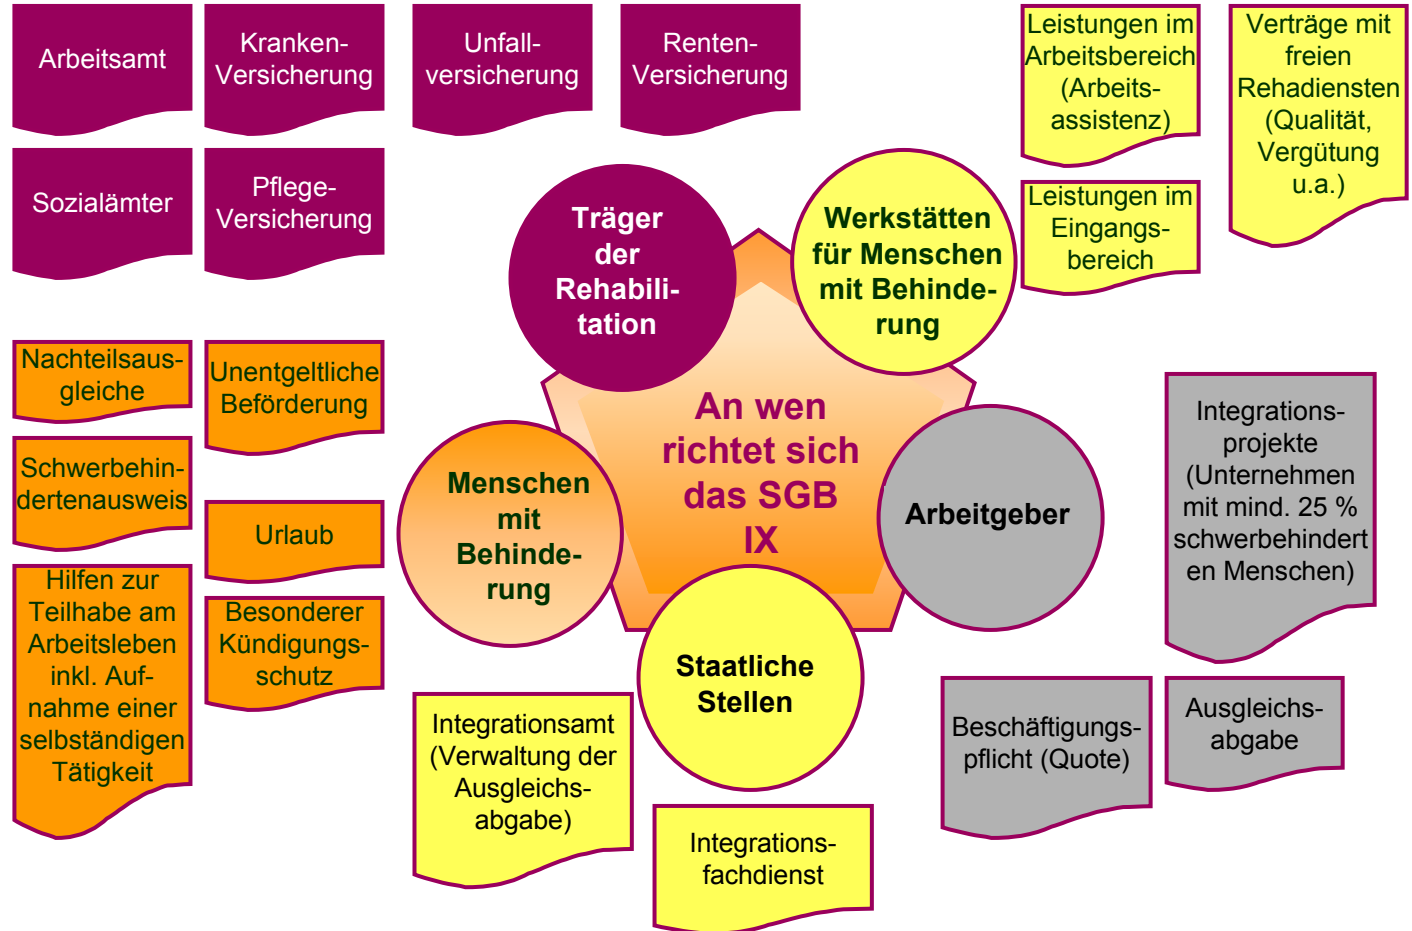 Arbeitsamt
Kranken-
Versicherung
Unfall-
versicherung
Renten-
Versicherung
Leistungen im
Arbeitsbereich
(Arbeits-
assistenz)
Verträge mit
freien
Rehadiensten
(Qualität,
Vergütung
u.a.)
Sozialämter
Pflege-
Versicherung
Leistungen im
Eingangs-
bereich
Träger
der
Rehabili-
tation
Werkstätten
für Menschen
mit Behinde-
rung
Nachteilsaus-
gleiche
Unentgeltliche
Beförderung
An wen
richtet sich
das SGB
IX
Integrations-
projekte
(Unternehmen
mit mind. 25 %
schwerbehindert
en Menschen)
Schwerbehin-
dertenausweis
Urlaub
Menschen
mit
Behinde-
rung
Arbeitgeber
Hilfen zur
Teilhabe am
Arbeitsleben
inkl. Auf-
nahme einer
selbständigen
Tätigkeit
Besonderer
Kündigungs-
schutz
Staatliche
Stellen
Integrationsamt
(Verwaltung der
Ausgleichs-
abgabe)
Integrations-
fachdienst
Beschäftigungs-
pflicht (Quote)
Ausgleichs-
abgabe